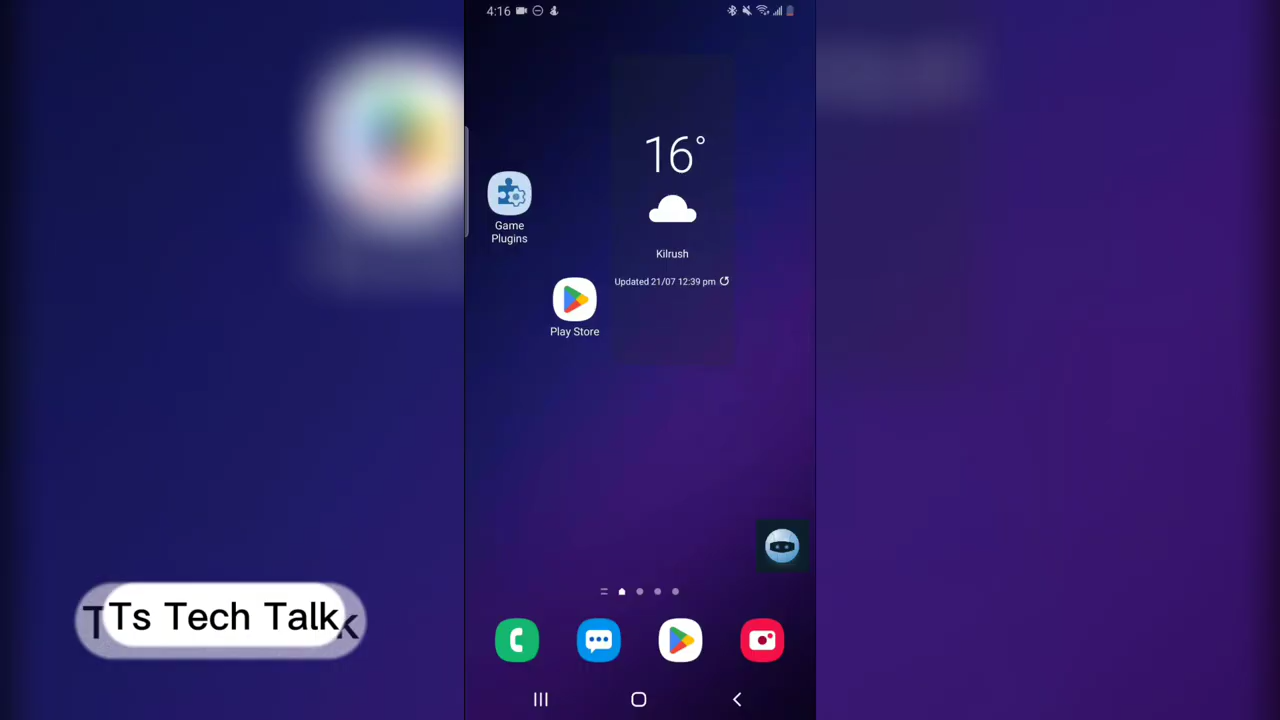 4:16
16°
Game
Plugins
Kilrush
Updated 21/07 12:39 pm
Play Store
Ts Tech Talk